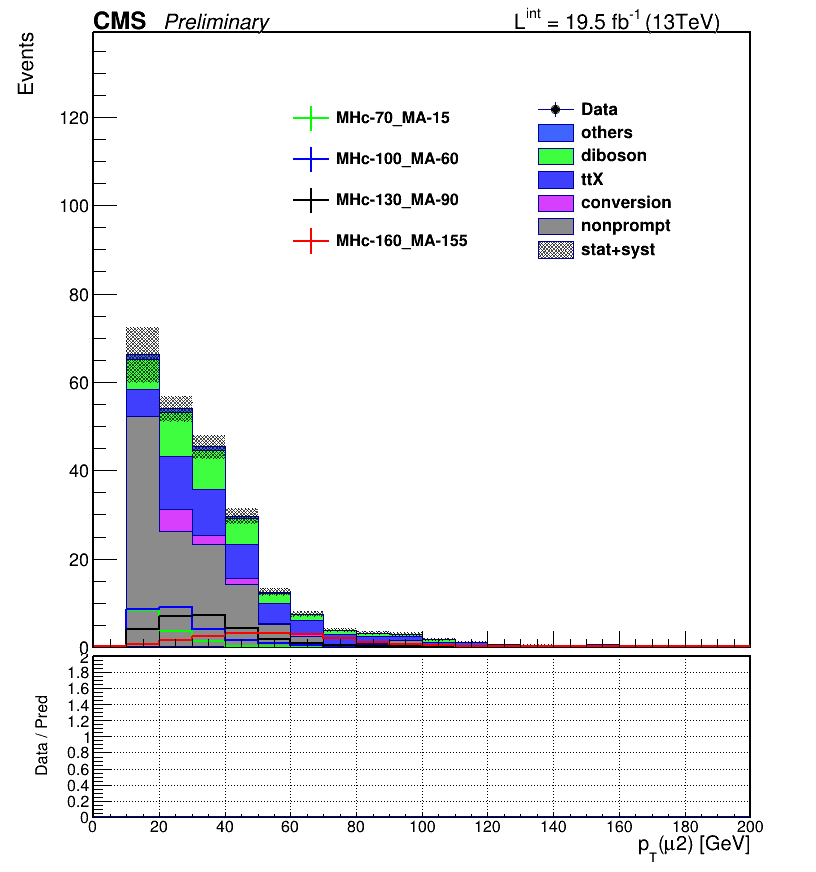 CMS Preliminary
L^int = 19.5 fb^-1 (13TeV)
Events
120
100
80
60
40
20
0
MHc-70_MA-15
MHc-100_MA-60
MHc-130_MA-90
MHc-160_MA-155
Data
others
diboson
ttX
conversion
nonprompt
stat+syst
Data / Pred
2
1.8
1.6
1.4
1.2
1
0.8
0.6
0.4
0.2
0
0 20 40 60 80 100 120 140 160 180 200
p_T(μ2) [GeV]